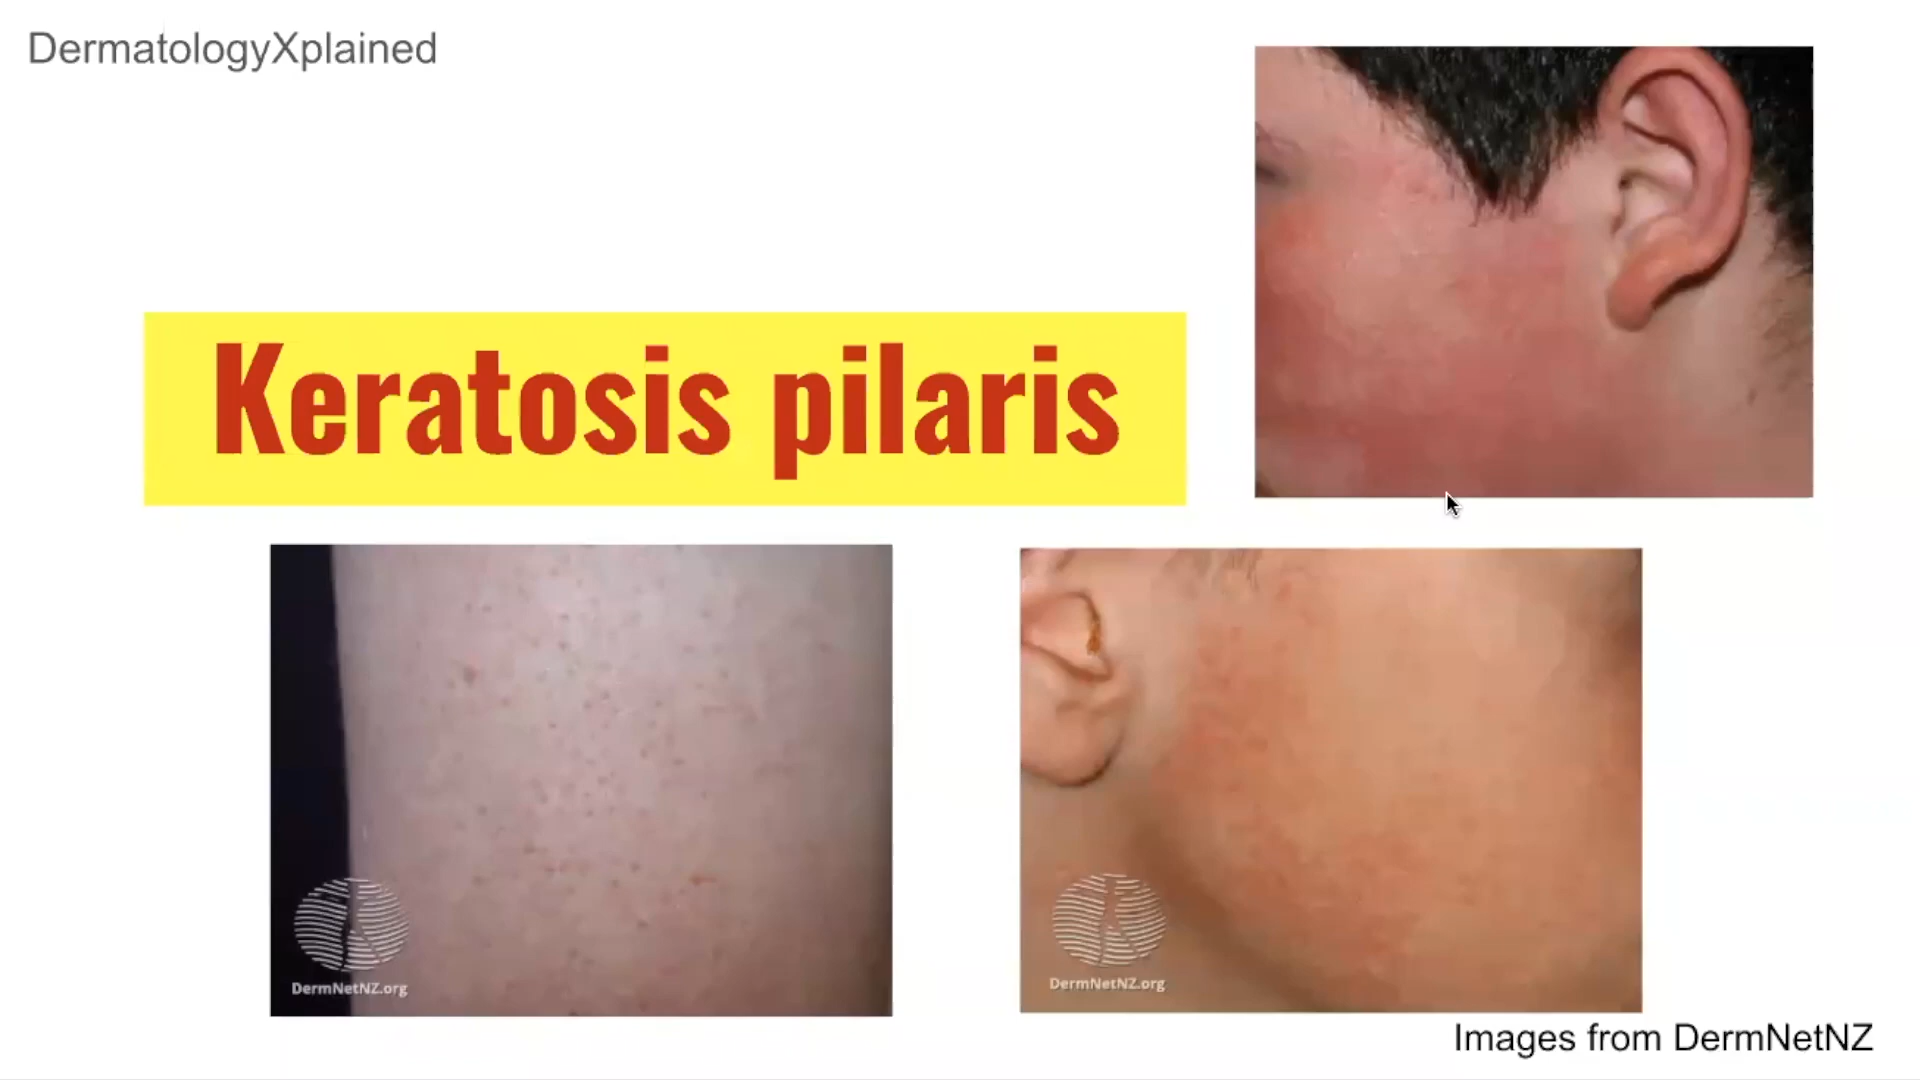 DermatologyXplained
Keratosis pilaris
DermNetNZ.org
DermNetNZ.org
Images from DermNetNZ